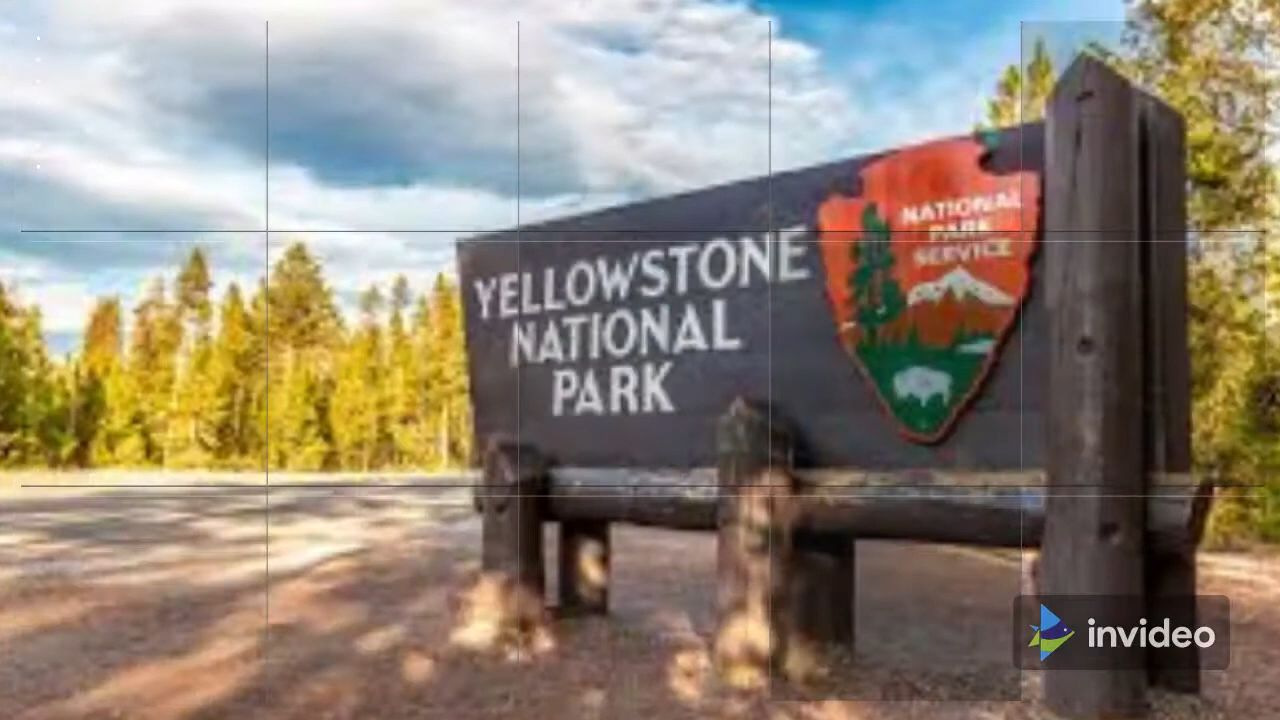 YELLOWSTONE
NATIONAL
PARK
NATIONAL
PARK
SERVICE
invideo